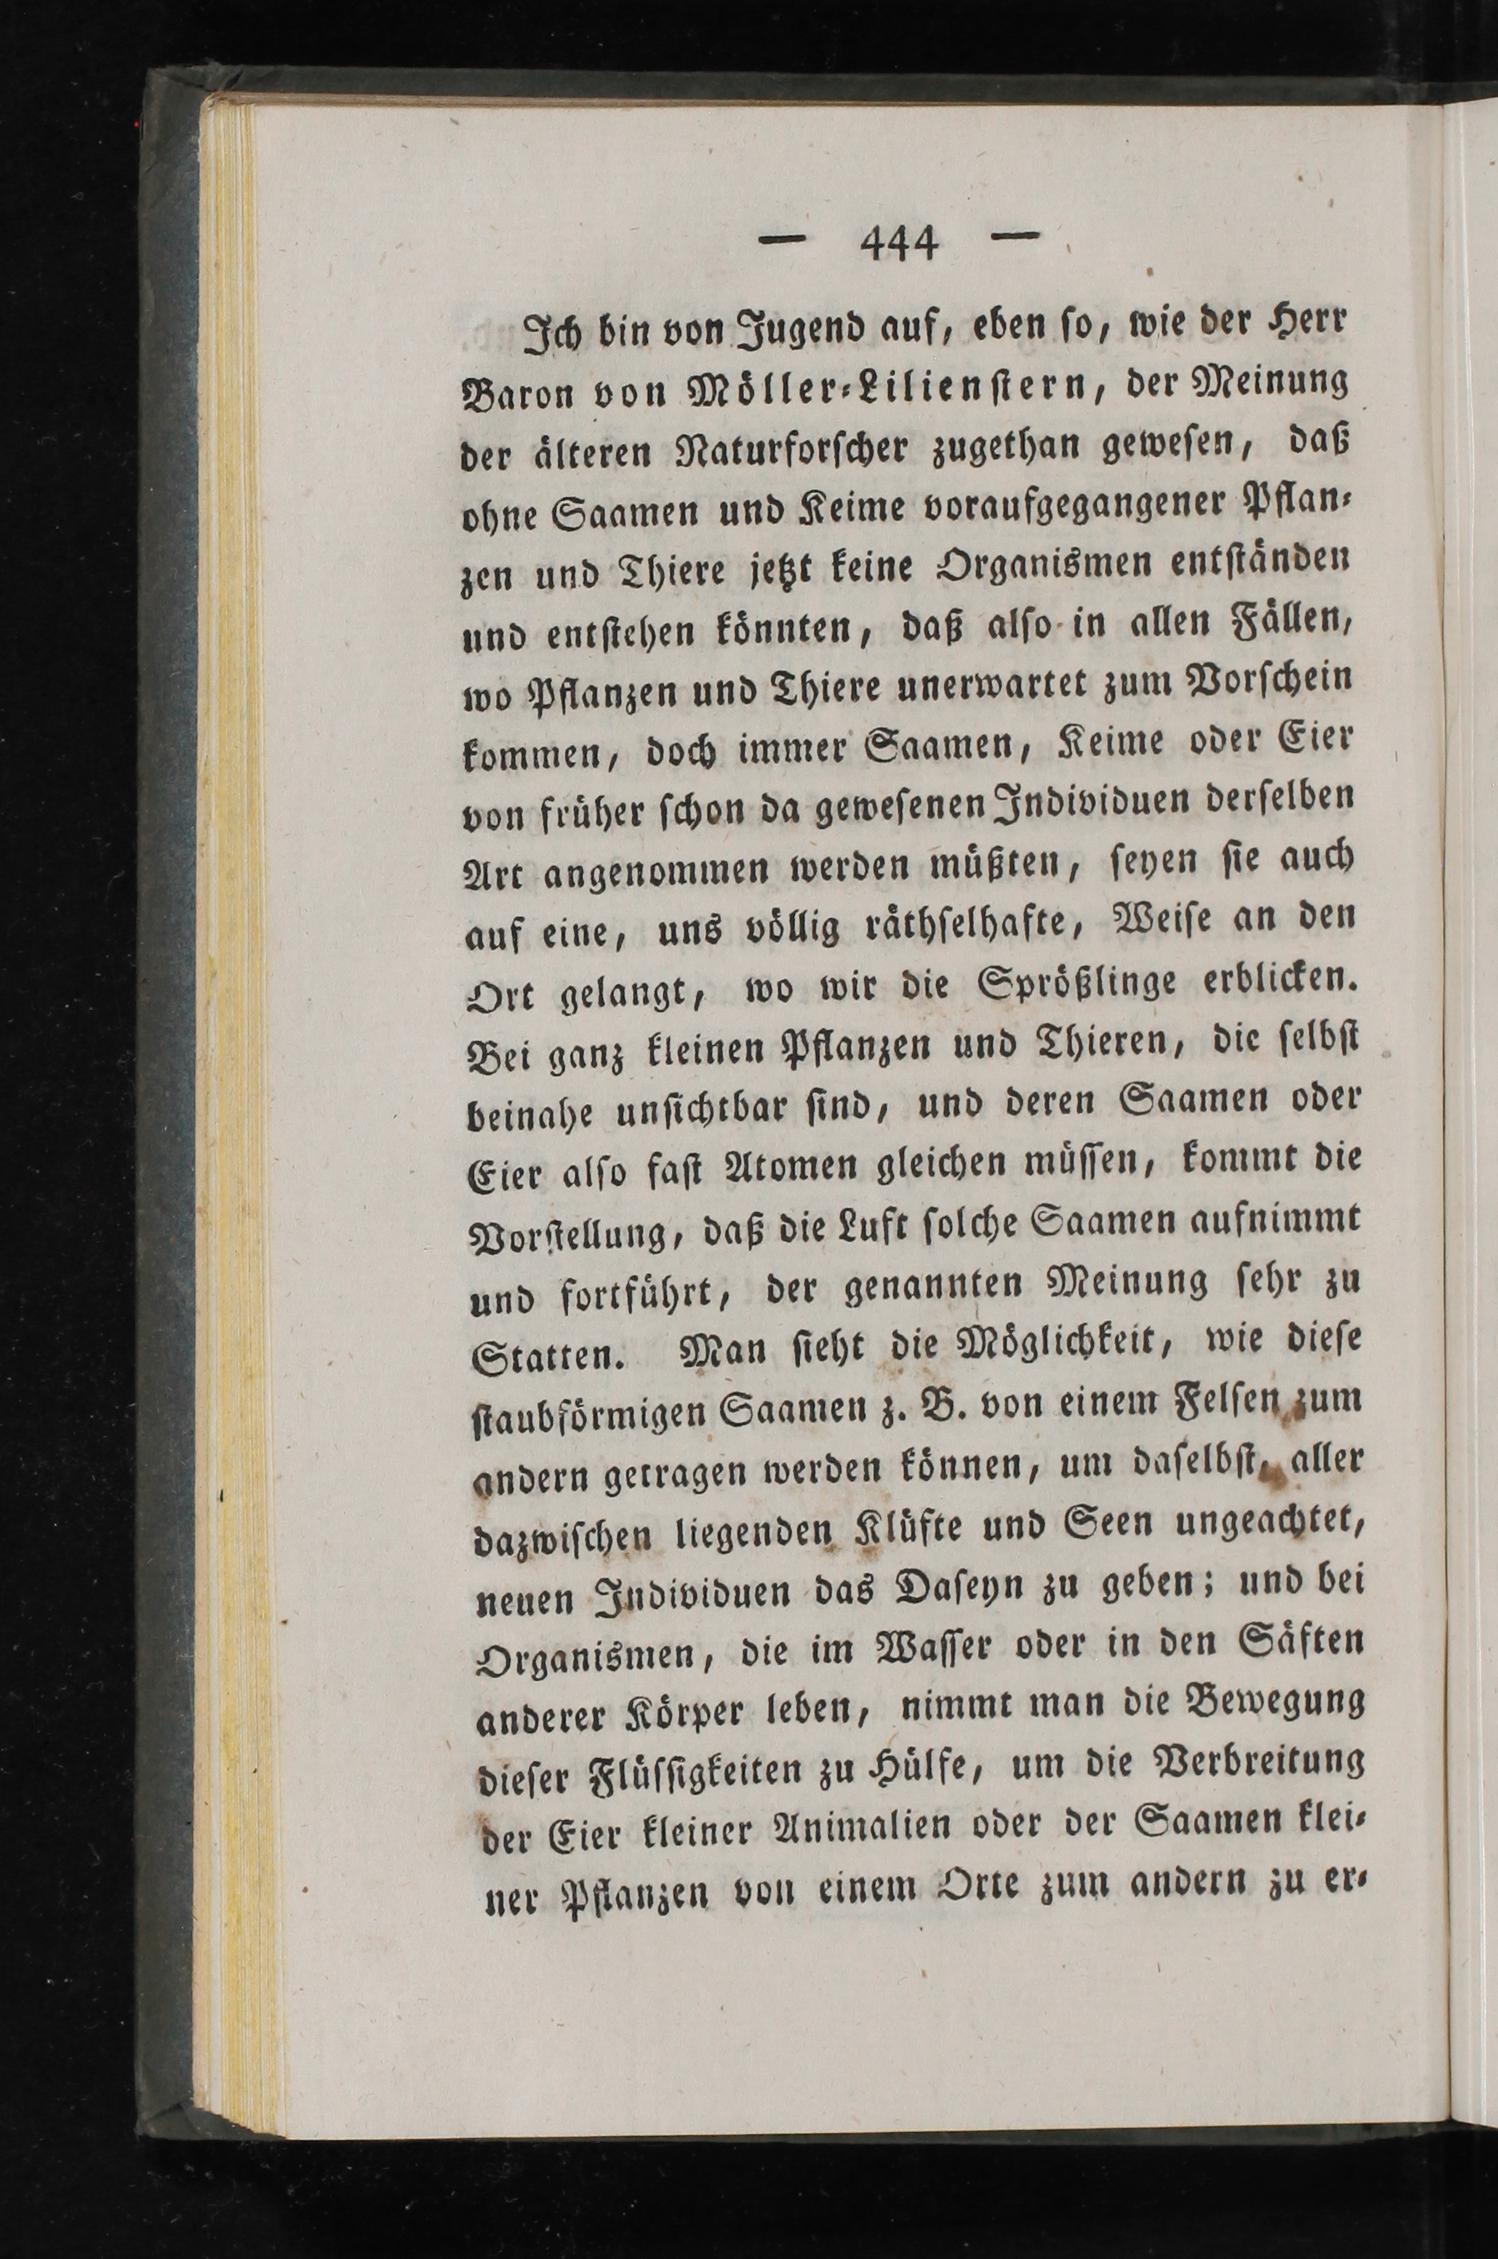 — 444 —
Ich bin von Jugend auf, eben ſo, wie der Herr
Baron von Möller⸗Lilienſtern, der Meinung
der älteren Naturforſcher zugethan geweſen, daß
ohne Saamen und Keime voraufgegangener Pflan⸗
zen und Thiere jetzt keine Organismen entſtänden
und entſtehen könnten, daß alſo in allen Fällen,
wo Pflanzen und Thiere unerwartet zum Vorſchein
kommen, doch immer Saamen, Keime oder Eier
von früher ſchon da geweſenen Individuen derſelben
Art angenommen werden müßten, ſeyen ſie auch
auf eine, uns völlig räthſelhafte, Weiſe an den
Ort gelangt, wo wir die Sprößlinge erblicken.
Bei ganz kleinen Pflanzen und Thieren, die ſelbſt
beinahe unſichtbar ſind, und deren Saamen oder
Eier alſo faſt Atomen gleichen müſſen, kommt die
Vorſtellung, daß die Luft ſolche Saamen aufnimmt
und fortführt, der genannten Meinung ſehr zu
Statten. Man ſieht die Möglichkeit, wie dieſe
ſtaubförmigen Saamen z. B. von einem Felſen zum
andern getragen werden können, um daſelbſt, aller
dazwiſchen liegenden Klüfte und Seen ungeachtet,
neuen Individuen das Daſeyn zu geben; und bei
Organismen, die im Waſſer oder in den Säften
anderer Körper leben, nimmt man die Bewegung
dieſer Flüſſigkeiten zu Hülfe, um die Verbreitung
der Eier kleiner Animalien oder der Saamen klei⸗
ner Pflanzen von einem Orte zum andern zu er⸗